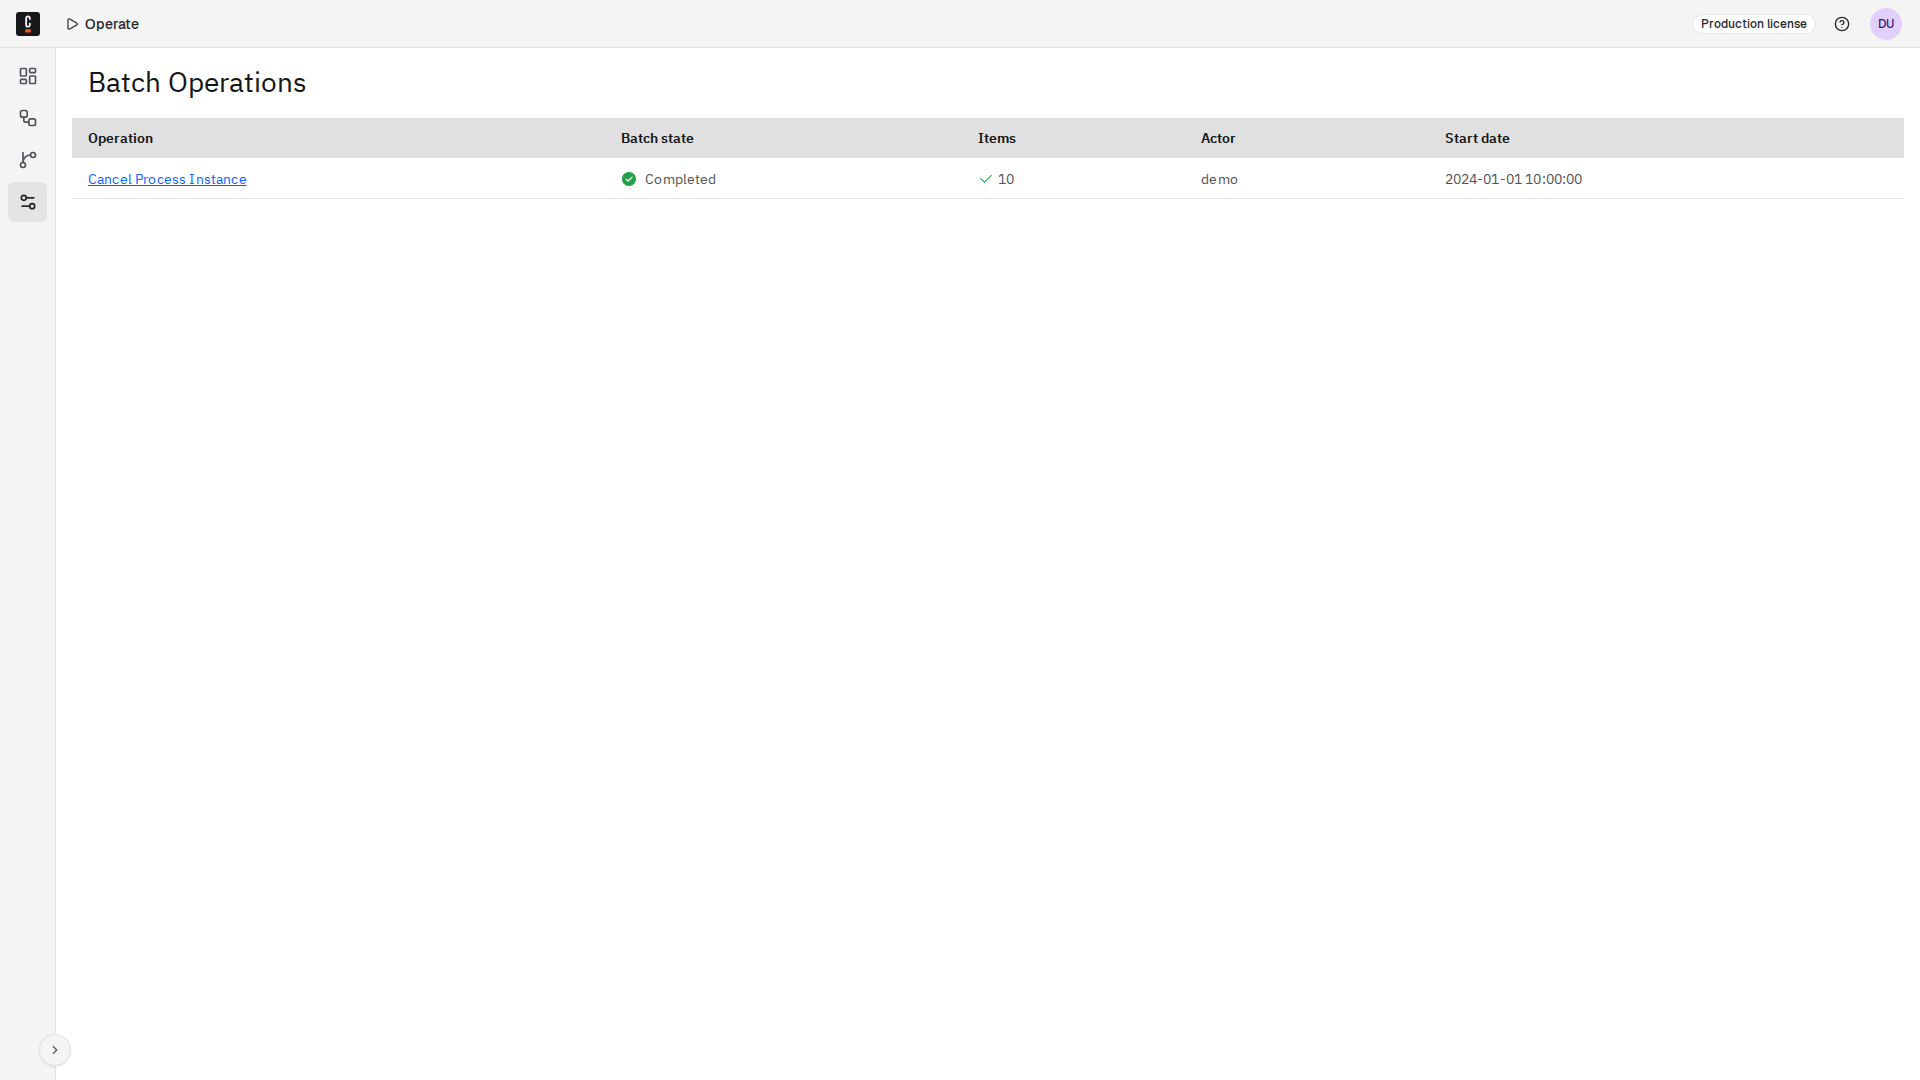 C
Operate
Production license
DU
Batch Operations
Operation Batch state Items Actor Start date
Cancel Process Instance Completed 10 demo 2024-01-01 10:00:00